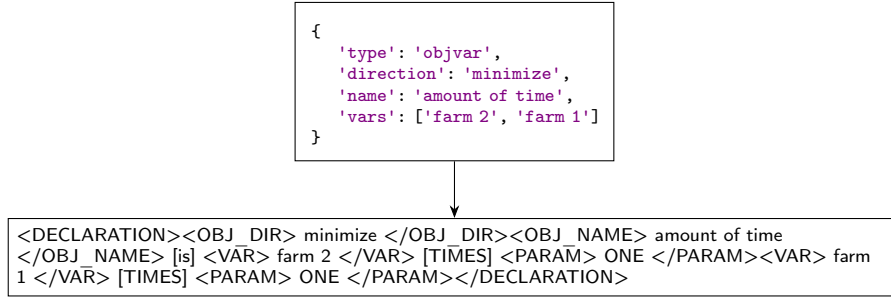 {
'type': 'objvar',
'direction': 'minimize',
'name': 'amount of time',
'vars': ['farm 2', 'farm 1']
}
<DECLARATION><OBJ_DIR> minimize </OBJ_DIR><OBJ_NAME> amount of time
</OBJ_NAME> [is] <VAR> farm 2 </VAR> [TIMES] <PARAM> ONE </PARAM><VAR> farm
1 </VAR> [TIMES] <PARAM> ONE </PARAM></DECLARATION>